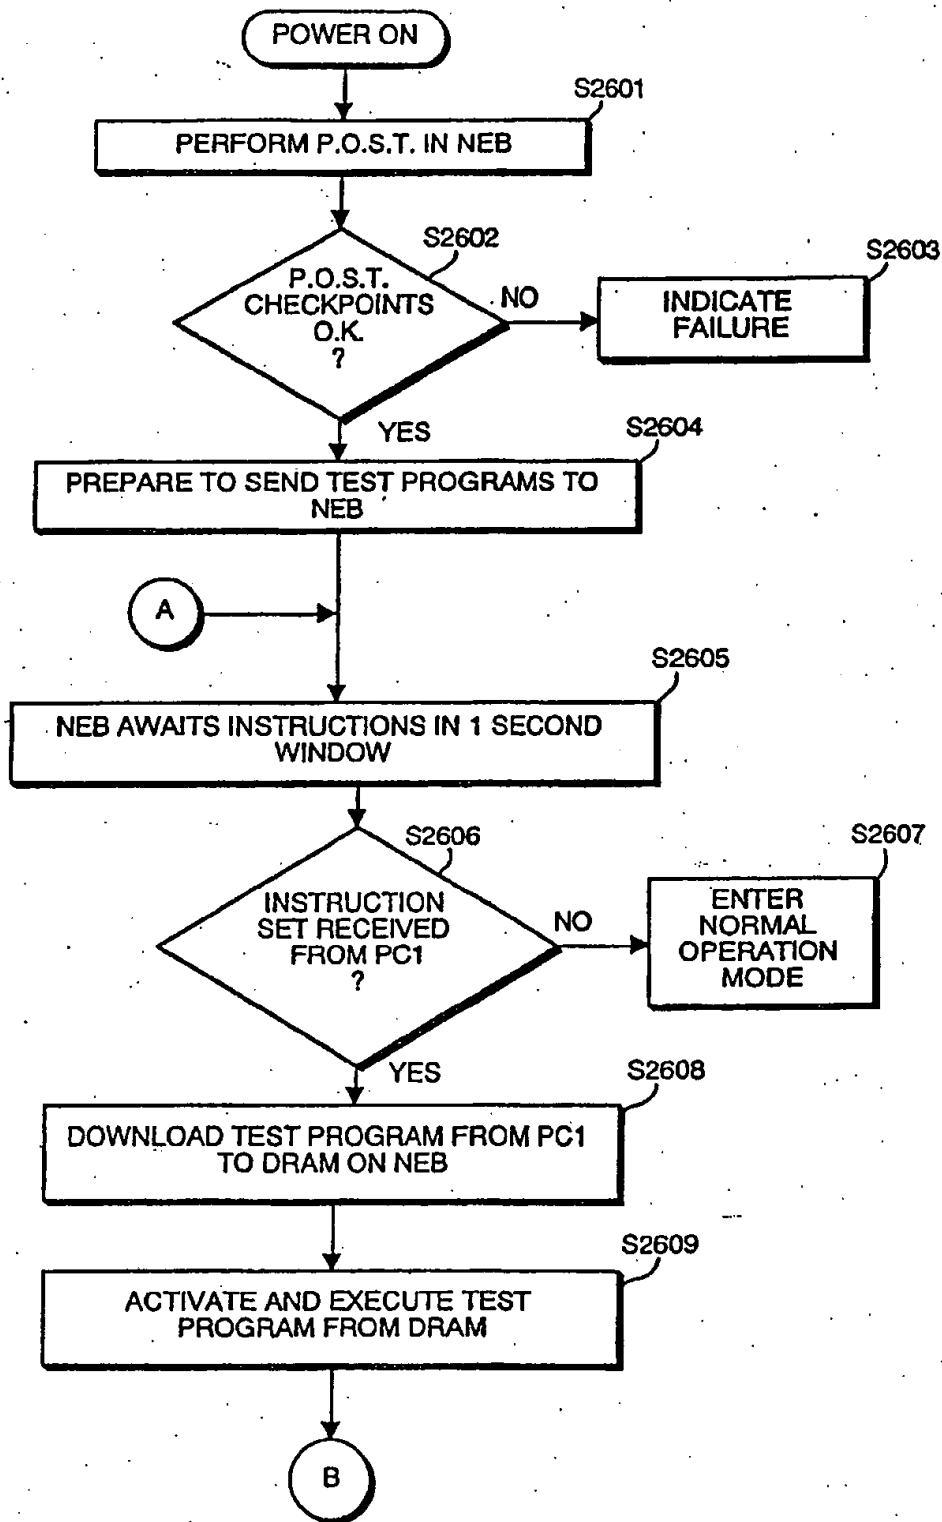 POWER ON
S2601
PERFORM P.O.S.T. IN NEB
S2602
P.O.S.T.
CHECKPOINTS
O.K.
?
NO
S2603
INDICATE
FAILURE
YES
S2604
PREPARE TO SEND TEST PROGRAMS TO
NEB
A
S2605
NEB AWAITS INSTRUCTIONS IN 1 SECOND
WINDOW
S2606
INSTRUCTION
SET RECEIVED
FROM PC1
?
NO
S2607
ENTER
NORMAL
OPERATION
MODE
YES
S2608
DOWNLOAD TEST PROGRAM FROM PC1
TO DRAM ON NEB
S2609
ACTIVATE AND EXECUTE TEST
PROGRAM FROM DRAM
B